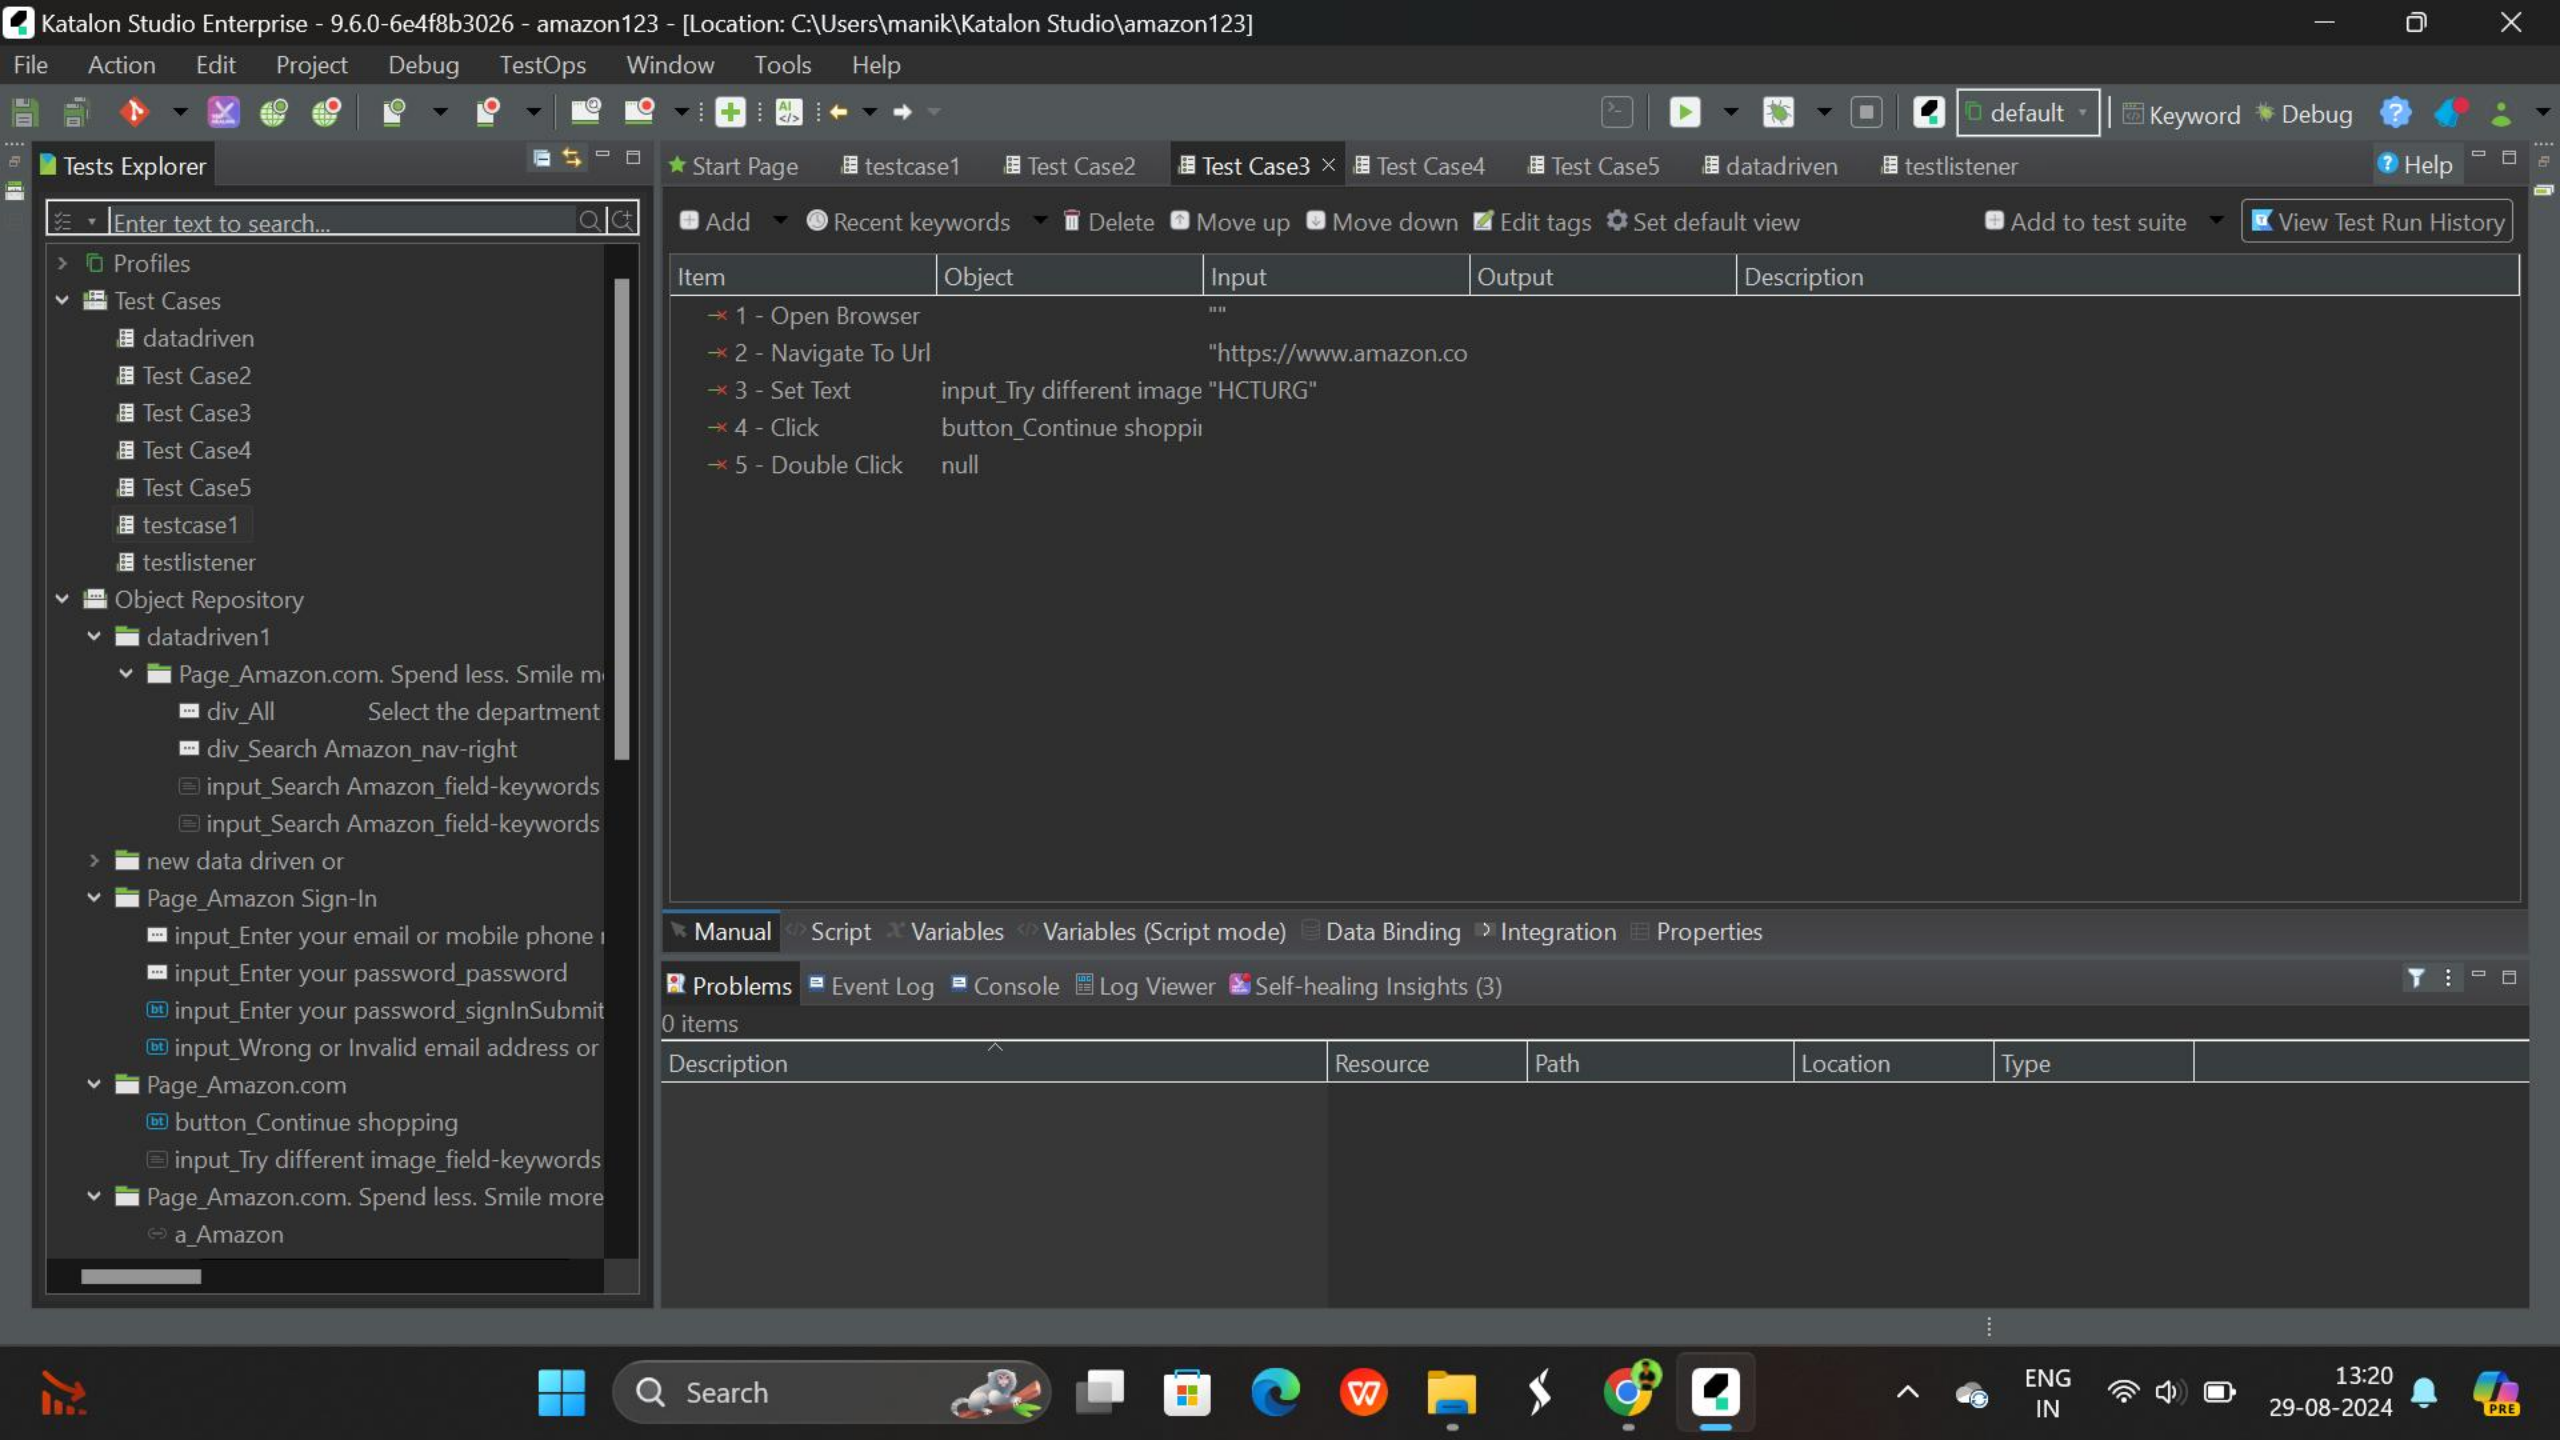 Katalon Studio Enterprise - 9.6.0-6e4f8b3026 - amazon123 - [Location: C:\Users\manik\Katalon Studio\amazon123]
File Action Edit Project Debug TestOps Window Tools Help
default Keyword Debug
Tests Explorer
Start Page testcase1 Test Case2 Test Case3 Test Case4 Test Case5 datadriven testlistener Help
Enter text to search...
Add Recent keywords Delete Move up Move down Edit tags Set default view Add to test suite View Test Run History
Profiles
Test Cases
datadriven
Test Case2
Test Case3
Test Case4
Test Case5
testcase1
testlistener
Object Repository
datadriven1
Page_Amazon.com. Spend less. Smile m
div_All Select the department
div_Search Amazon_nav-right
input_Search Amazon_field-keywords
input_Search Amazon_field-keywords
new data driven or
Page_Amazon Sign-In
input_Enter your email or mobile phone
input_Enter your password_password
input_Enter your password_signInSubmit
input_Wrong or Invalid email address or
Page_Amazon.com
button_Continue shopping
input_Try different image_field-keywords
Page_Amazon.com. Spend less. Smile more
a_Amazon
Item Object Input Output Description
1 - Open Browser ""
2 - Navigate To Url "https://www.amazon.co
3 - Set Text input_Try different image "HCTURG"
4 - Click button_Continue shoppi
5 - Double Click null
Manual Script Variables Variables (Script mode) Data Binding Integration Properties
Problems Event Log Console Log Viewer Self-healing Insights (3)
0 items
Description Resource Path Location Type
Search
ENG
IN
13:20
29-08-2024
PRE